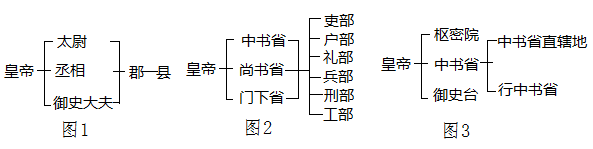 皇帝
太尉
丞相
御史大夫
郡
县
图1
皇帝
中书省
尚书省
门下省
吏部
户部
礼部
兵部
刑部
工部
图2
皇帝
枢密院
中书省
御史台
中书省直辖地
行中书省
图3